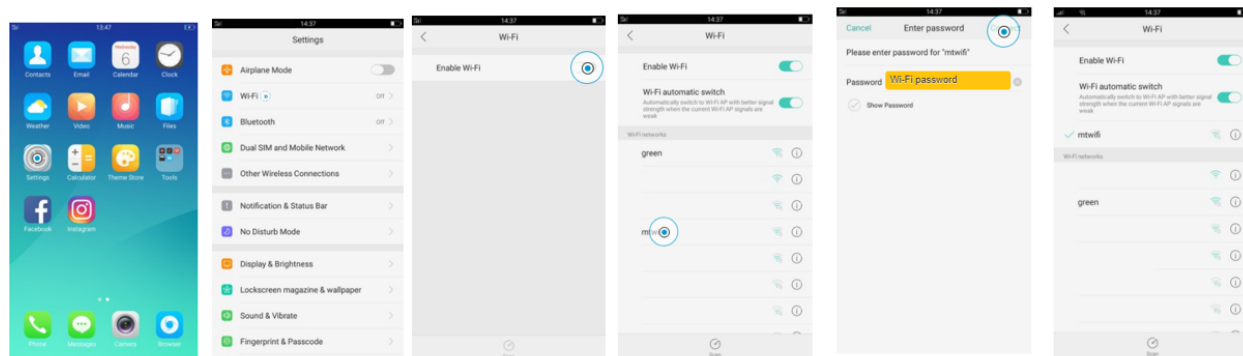 13:47
Contacts
Email
Wednesday
6
Calendar
Clock
Weather
Video
Music
Files
Settings
Calculator
Theme Store
Tools
Facebook
Instagram
Phone
Messages
Camera
Browser
14:37
Settings
Airplane Mode
Wi-Fi Off
Bluetooth Off
Dual SIM and Mobile Network
Other Wireless Connections
Notification & Status Bar
No Disturb Mode
Display & Brightness
Lockscreen magazine & wallpaper
Sound & Vibrate
Fingerprint & Passcode
14:37
Wi-Fi
Enable Wi-Fi
Scan
14:37
Wi-Fi
Enable Wi-Fi
Wi-Fi automatic switch
Automatically switch to Wi-Fi AP with better signal
strength when the current Wi-Fi AP signals are
weak
Wi-Fi networks
green
Scan
14:37
Cancel Enter password
Please enter password for "mtwifi"
Password Wi-Fi password
Show Password
14:37
Wi-Fi
Enable Wi-Fi
Wi-Fi automatic switch
Automatically switch to Wi-Fi AP with better signal
strength when the current Wi-Fi AP signals are
weak
mtwifi
Wi-Fi networks
green
Scan